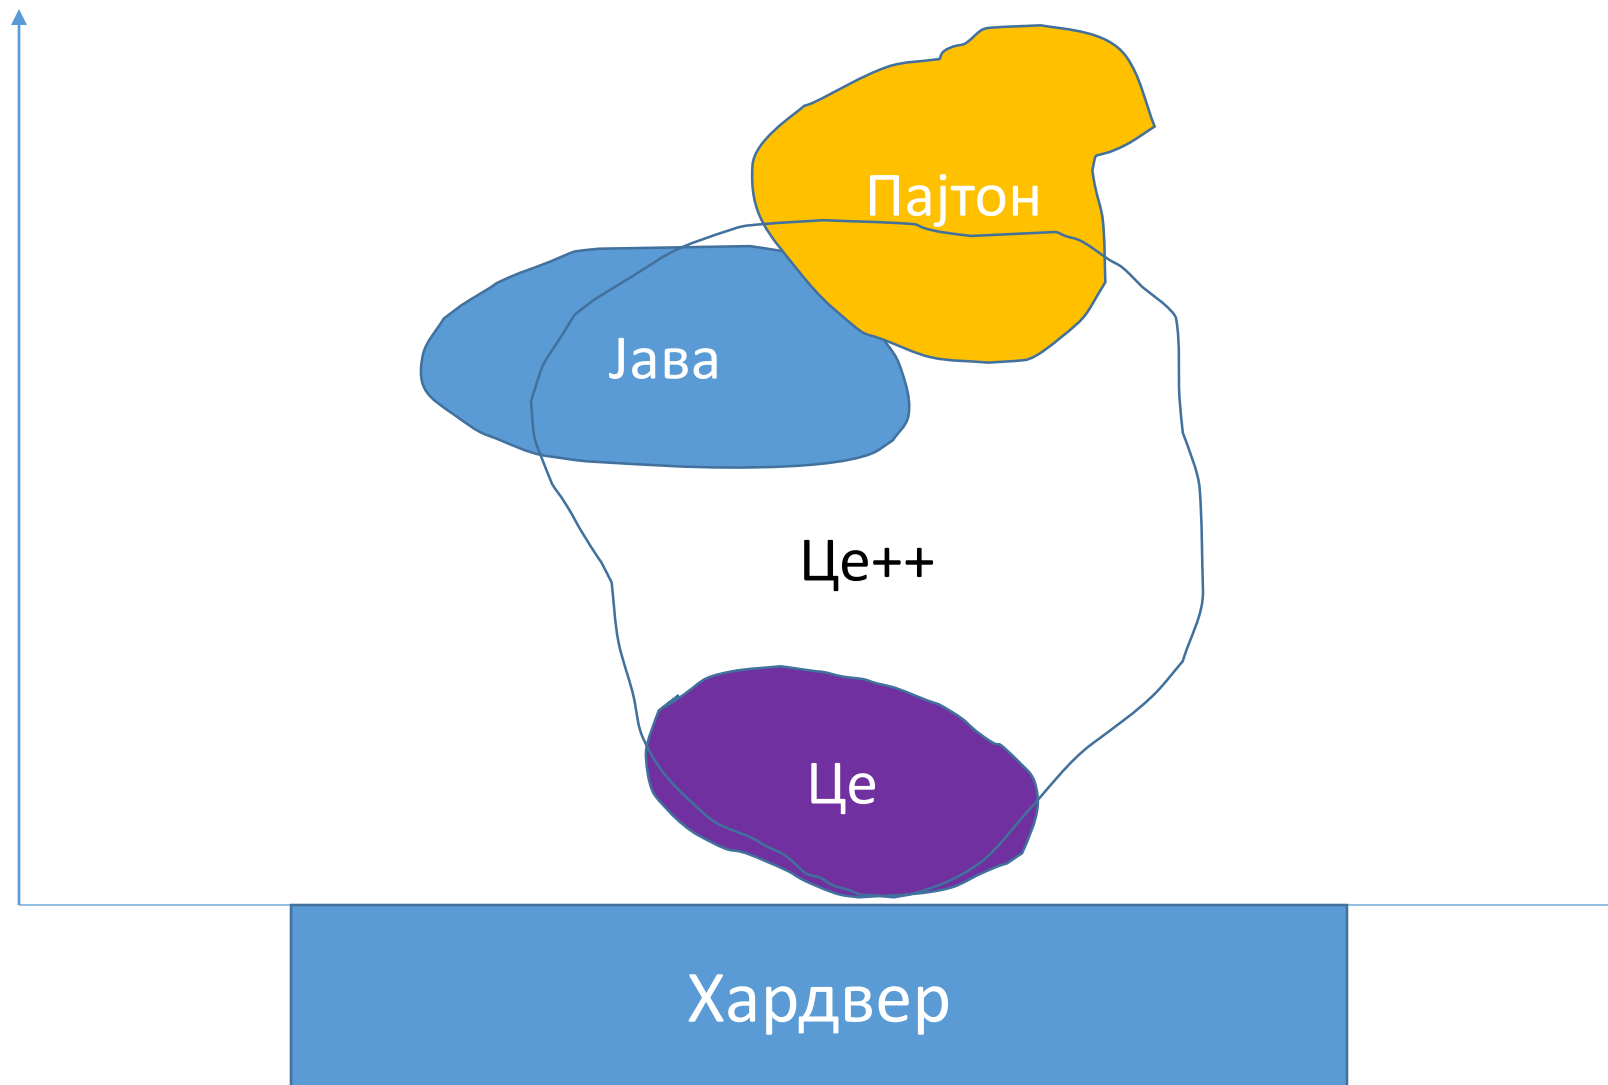 Пајтон
Јава
Це++
Це
Хардвер